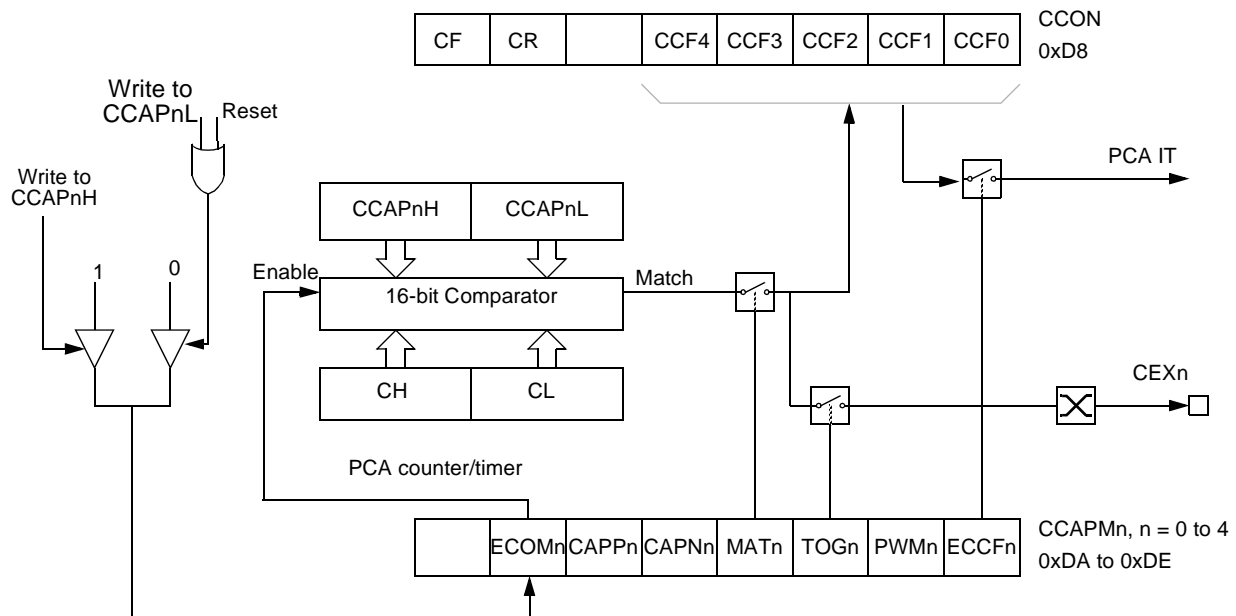 CF CR CCF4 CCF3 CCF2 CCF1 CCF0
CCON
0xD8
Write to
CCAPnL
Reset
Write to
CCAPnH
PCA IT
CCAPnH CCAPnL
1 0
Enable
16-bit Comparator
Match
CH CL
CEXn
PCA counter/timer
ECOMn CAPPn CAPNn MATn TOGn PWMn ECCFn
CCAPMn, n = 0 to 4
0xDA to 0xDE